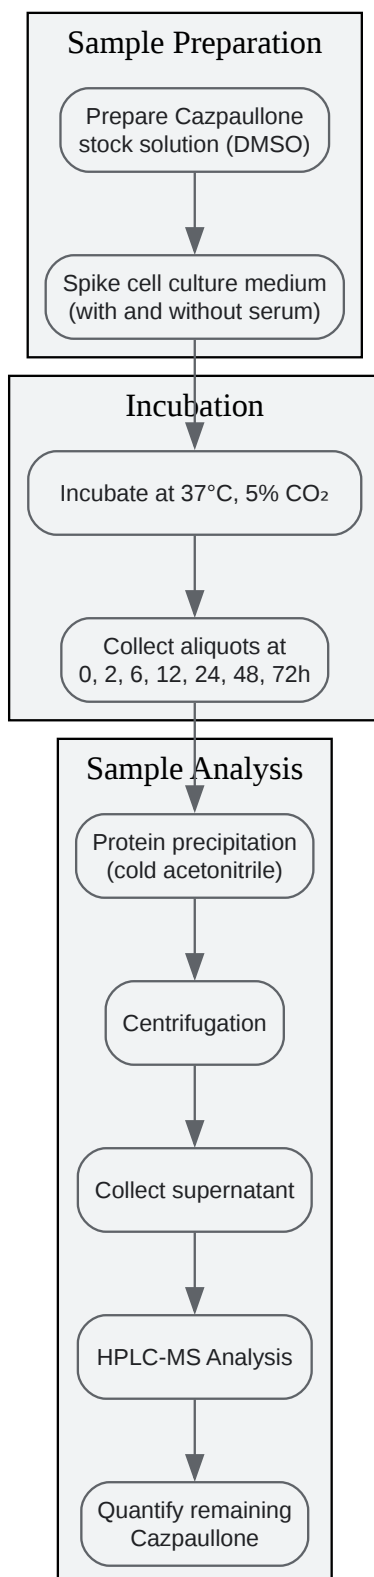 Sample Preparation
Prepare Cazpaullone
stock solution (DMSO)
Spike cell culture medium
(with and without serum)
Incubation
Incubate at 37°C, 5% CO₂
Collect aliquots at
0, 2, 6, 12, 24, 48, 72h
Sample Analysis
Protein precipitation
(cold acetonitrile)
Centrifugation
Collect supernatant
HPLC-MS Analysis
Quantify remaining
Cazpaullone